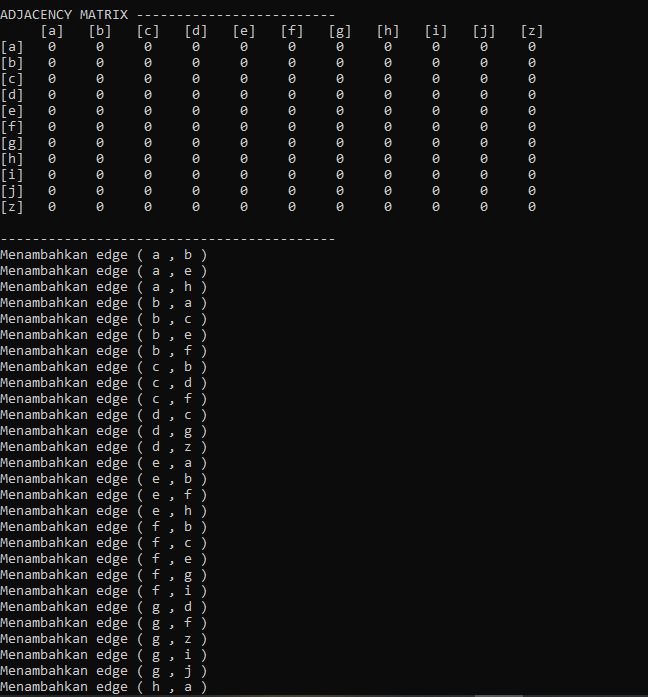 ADJACENCY MATRIX -------------------------
[a] [b] [c] [d] [e] [f] [g] [h] [i] [j] [z]
[a] 0 0 0 0 0 0 0 0 0 0 0
[b] 0 0 0 0 0 0 0 0 0 0 0
[c] 0 0 0 0 0 0 0 0 0 0 0
[d] 0 0 0 0 0 0 0 0 0 0 0
[e] 0 0 0 0 0 0 0 0 0 0 0
[f] 0 0 0 0 0 0 0 0 0 0 0
[g] 0 0 0 0 0 0 0 0 0 0 0
[h] 0 0 0 0 0 0 0 0 0 0 0
[i] 0 0 0 0 0 0 0 0 0 0 0
[j] 0 0 0 0 0 0 0 0 0 0 0
[z] 0 0 0 0 0 0 0 0 0 0 0
------------------------------------------
Menambahkan edge ( a , b )
Menambahkan edge ( a , e )
Menambahkan edge ( a , h )
Menambahkan edge ( b , a )
Menambahkan edge ( b , c )
Menambahkan edge ( b , e )
Menambahkan edge ( b , f )
Menambahkan edge ( c , b )
Menambahkan edge ( c , d )
Menambahkan edge ( c , f )
Menambahkan edge ( d , c )
Menambahkan edge ( d , g )
Menambahkan edge ( d , z )
Menambahkan edge ( e , a )
Menambahkan edge ( e , b )
Menambahkan edge ( e , f )
Menambahkan edge ( e , h )
Menambahkan edge ( f , b )
Menambahkan edge ( f , c )
Menambahkan edge ( f , e )
Menambahkan edge ( f , g )
Menambahkan edge ( f , i )
Menambahkan edge ( g , d )
Menambahkan edge ( g , f )
Menambahkan edge ( g , z )
Menambahkan edge ( g , i )
Menambahkan edge ( g , j )
Menambahkan edge ( h , a )